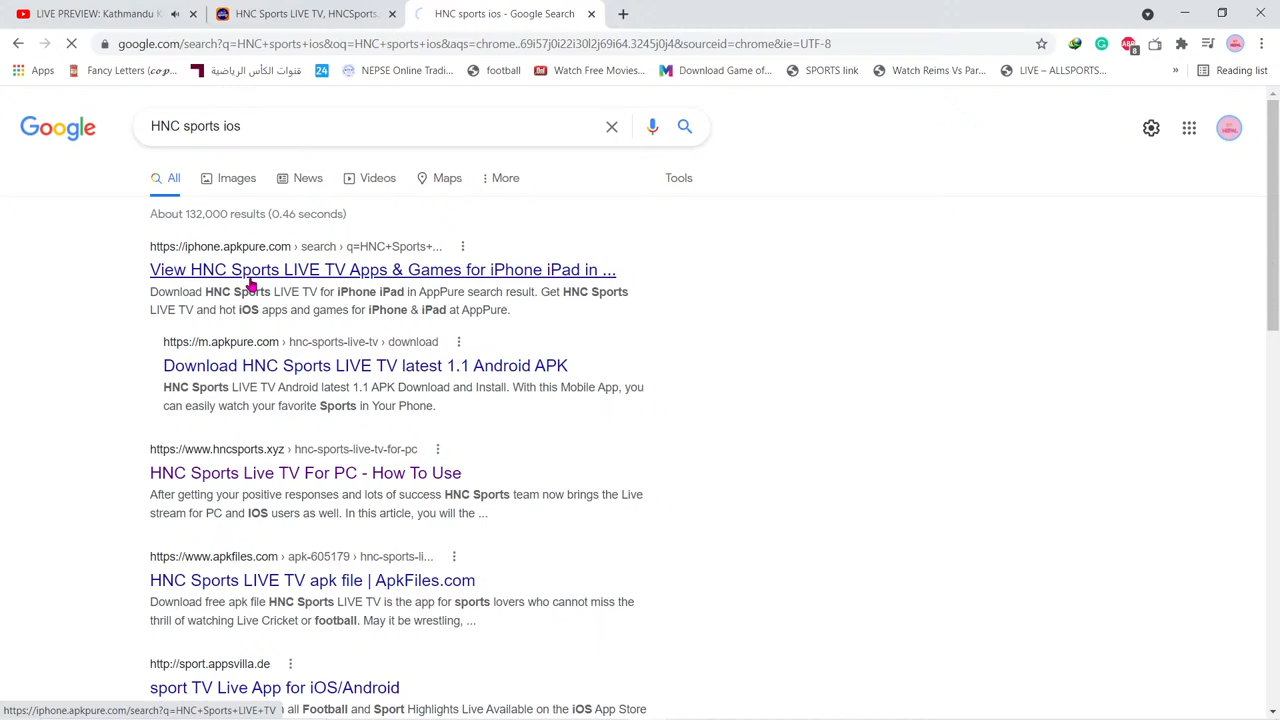 LIVE PREVIEW: Kathmandu K
HNC Sports LIVE TV, HNCSports.
HNC sports ios - Google Search
google.com/search?q=HNC+sports+ios&oq=HNC+sports+ios&aqs=chrome..69i57j0i22i30l2j69i64.3245j0j4&sourceid=chrome&ie=UTF-8
Apps Fancy Letters (cop... قنوات الكأس الرياضية 24 NEPSE Online Tradi... football Watch Free Movies... Download Game of... SPORTS link Watch Reims Vs Par... LIVE – ALLSPORTS... » Reading list
Google HNC sports ios
All Images News Videos Maps More Tools
About 132,000 results (0.46 seconds)
https://iphone.apkpure.com › search › q=HNC+Sports+...
View HNC Sports LIVE TV Apps & Games for iPhone iPad in ...
Download HNC Sports LIVE TV for iPhone iPad in AppPure search result. Get HNC Sports
LIVE TV and hot iOS apps and games for iPhone & iPad at AppPure.
https://m.apkpure.com › hnc-sports-live-tv › download
Download HNC Sports LIVE TV latest 1.1 Android APK
HNC Sports LIVE TV Android latest 1.1 APK Download and Install. With this Mobile App, you
can easily watch your favorite Sports in Your Phone.
https://www.hncsports.xyz › hnc-sports-live-tv-for-pc
HNC Sports Live TV For PC - How To Use
After getting your positive responses and lots of success HNC Sports team now brings the Live
stream for PC and IOS users as well. In this article, you will the ...
https://www.apkfiles.com › apk-605179 › hnc-sports-li...
HNC Sports LIVE TV apk file | ApkFiles.com
Download free apk file HNC Sports LIVE TV is the app for sports lovers who cannot miss the
thrill of watching Live Cricket or football. May it be wrestling, ...
http://sport.appsvilla.de
sport TV Live App for iOS/Android
n all Football and Sport Highlights Live Available on the iOS App Store
https://iphone.apkpure.com/search?q=HNC+Sports+LIVE+TV